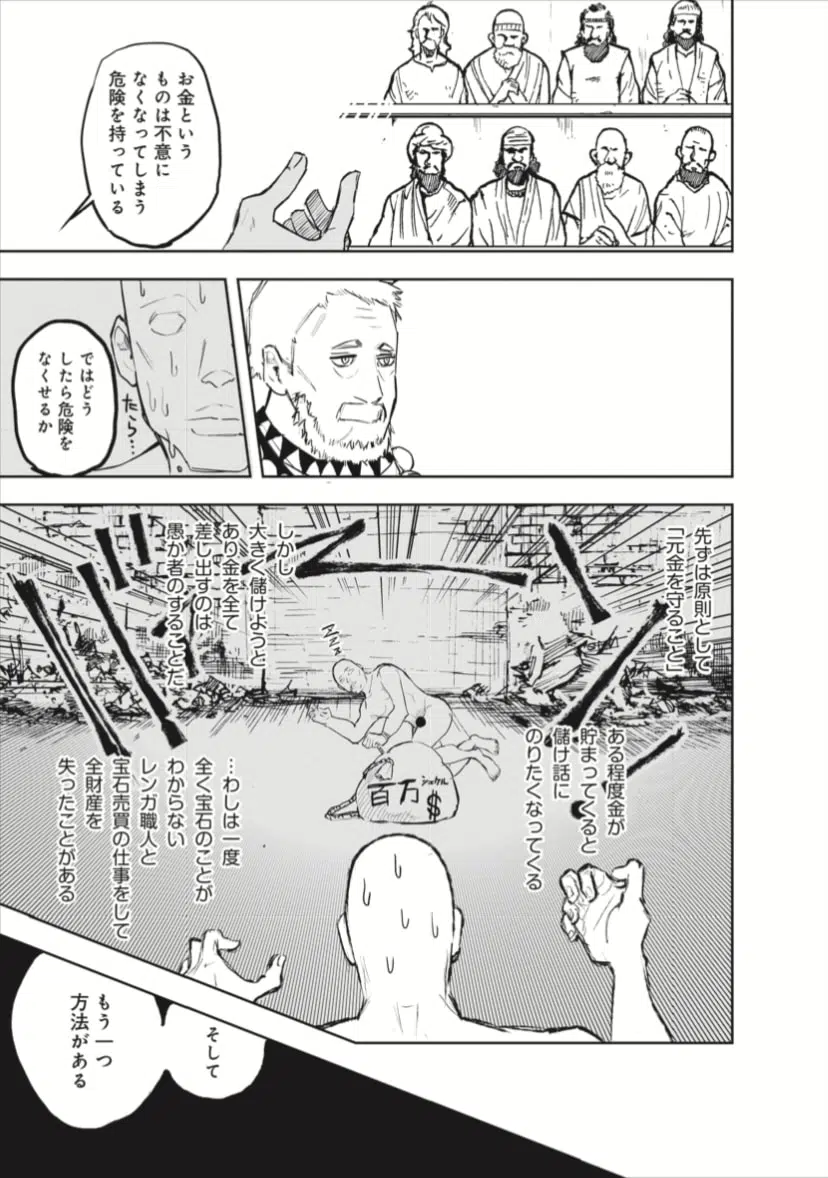 お金という
ものは不意に
なくなってしまう
危険を持っている
ではどう
したら危険を
なくせるか
たら…
先ずは原則として
「元金を守ること」
ある程度金が
貯まってくると
儲け話に
のりたくなってくる
しかし
大きく儲けようと
あり金を全て
差し出すのは
愚か者のすることだ
…わしは一度
全く宝石のことが
わからない
レンガ職人と
宝石売買の仕事をして
全財産を
失ったことがある
ババーン
ZZZ
百万
シェケル
$
そして
もう一つ
方法がある